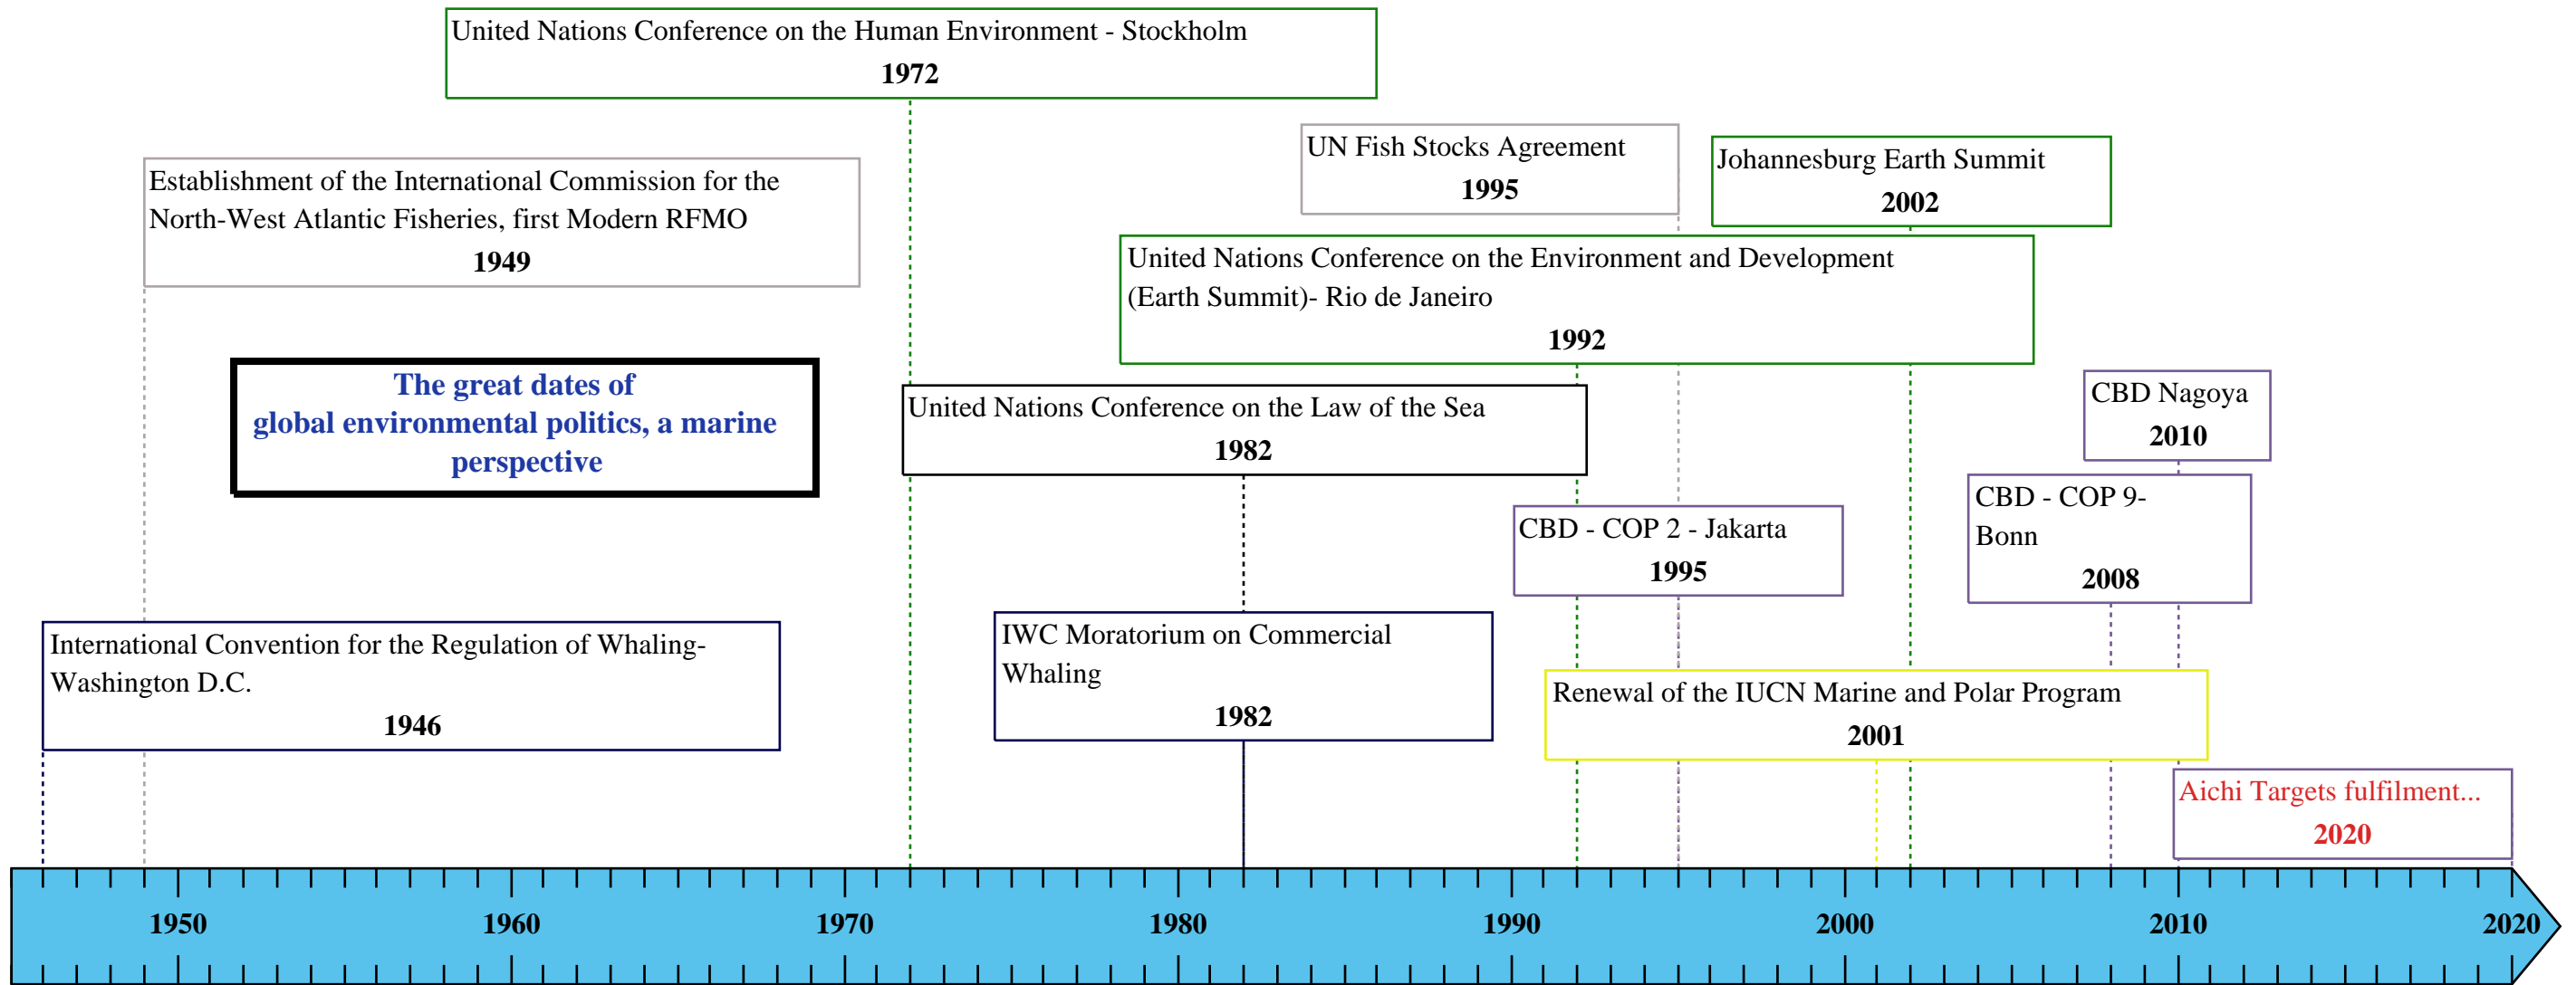 United Nations Conference on the Human Environment - Stockholm
1972
UN Fish Stocks Agreement
1995
Johannesburg Earth Summit
2002
Establishment of the International Commission for the
North-West Atlantic Fisheries, first Modern RFMO
1949
United Nations Conference on the Environment and Development
(Earth Summit)- Rio de Janeiro
1992
The great dates of
global environmental politics, a marine
perspective
United Nations Conference on the Law of the Sea
1982
CBD Nagoya
2010
CBD - COP 9-
Bonn
2008
CBD - COP 2 - Jakarta
1995
International Convention for the Regulation of Whaling-
Washington D.C.
1946
IWC Moratorium on Commercial
Whaling
1982
Renewal of the IUCN Marine and Polar Program
2001
Aichi Targets fulfilment...
2020
1950 1960 1970 1980 1990 2000 2010 2020